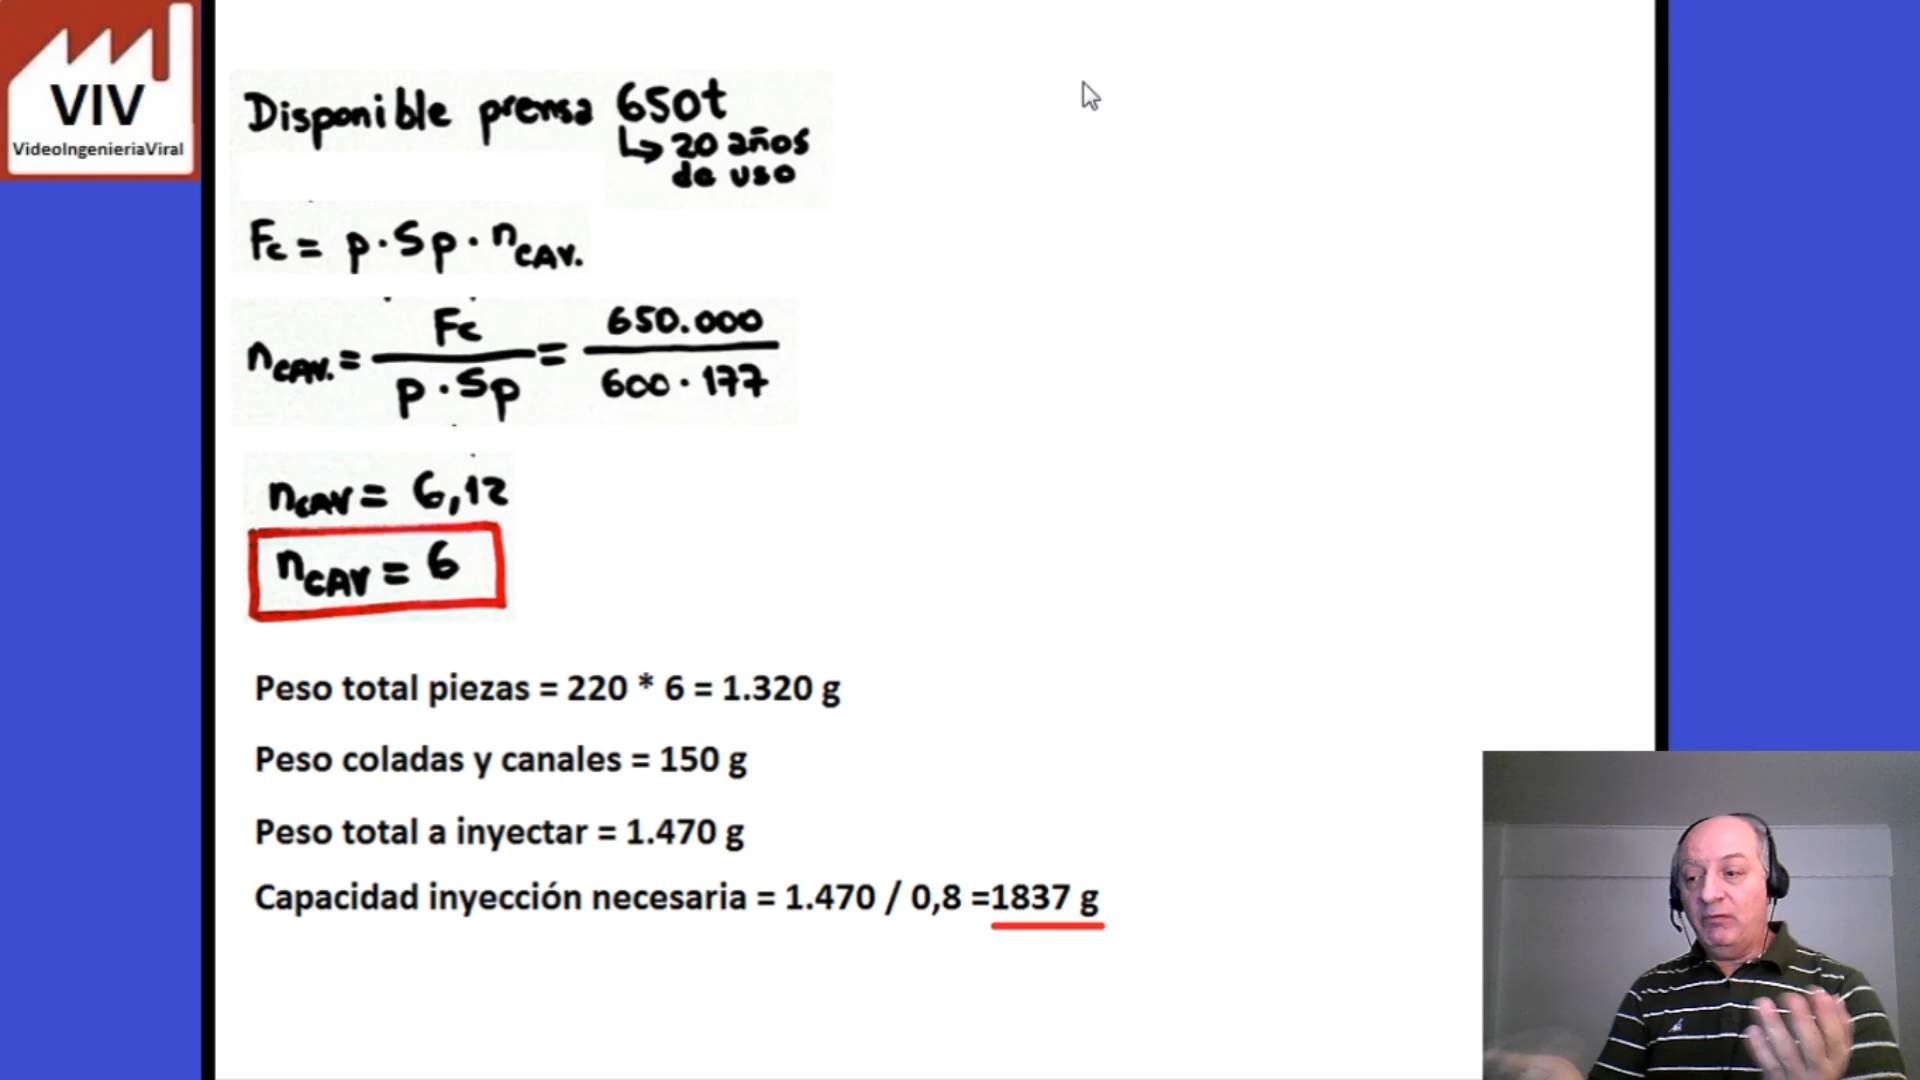 VIV
VideoIngenieriaViral
Disponible prensa 650t
↳ 20 años
de uso
Fc = p · Sp · nCAV.
nCAV. = Fc / p · Sp = 650.000 / 600 · 177
nCAV = 6,12
nCAV = 6
Peso total piezas = 220 * 6 = 1.320 g
Peso coladas y canales = 150 g
Peso total a inyectar = 1.470 g
Capacidad inyección necesaria = 1.470 / 0,8 =1837 g